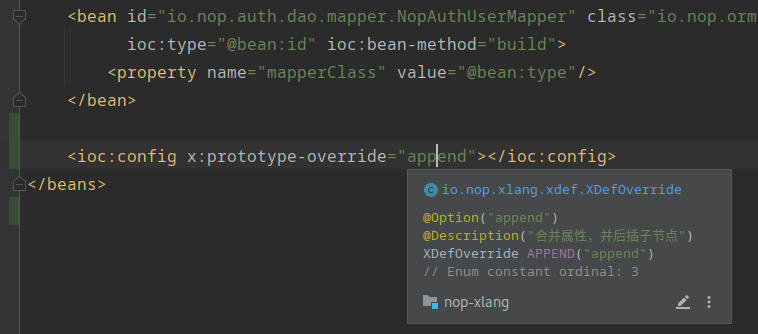 <bean id="io.nop.auth.dao.mapper.NopAuthUserMapper" class="io.nop.orm
ioc:type="@bean:id" ioc:bean-method="build">
<property name="mapperClass" value="@bean:type"/>
</bean>
<ioc:config x:prototype-override="append"></ioc:config>
</beans>
C io.nop.xlang.xdef.XDefOverride
@Option("append")
@Description("合并属性，并后插子节点")
XDefOverride APPEND("append")
// Enum constant ordinal: 3
nop-xlang